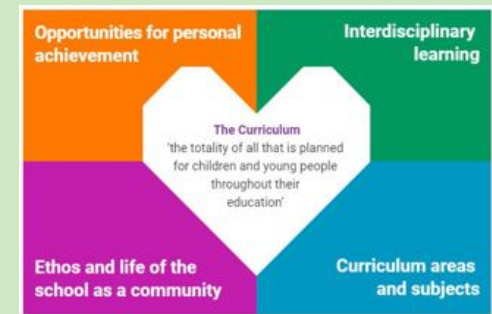 Opportunities for personal
achievement
Interdisciplinary
learning
The Curriculum
'the totality of all that is planned
for children and young people
throughout their
education'
Ethos and life of the
school as a community
Curriculum areas
and subjects